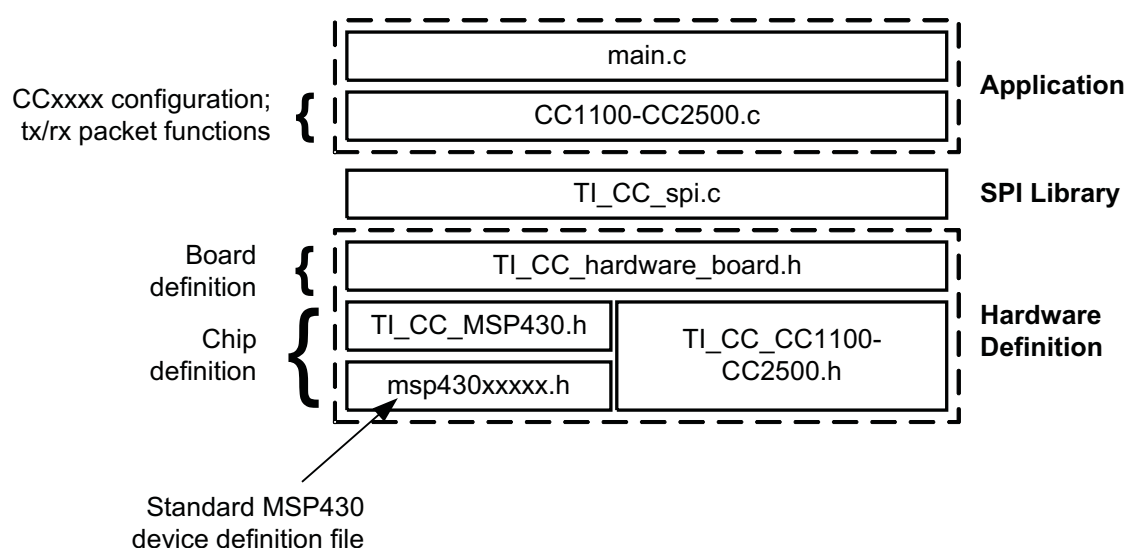 main.c
Application
CCxxxx configuration;
tx/rx packet functions
{
CC1100-CC2500.c
TI_CC_spi.c
SPI Library
Board
definition
{
TI_CC_hardware_board.h
Chip
definition
{
TI_CC_MSP430.h
msp430xxxxx.h
TI_CC_CC1100-
CC2500.h
Hardware
Definition
Standard MSP430
device definition file